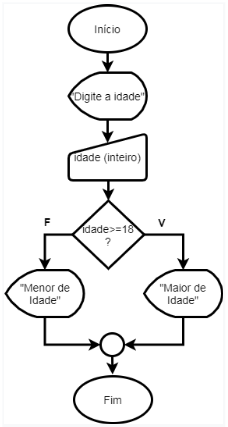 Início
"Digite a idade"
idade (inteiro)
idade>=18
?
F
V
"Menor de
Idade"
"Maior de
Idade"
Fim